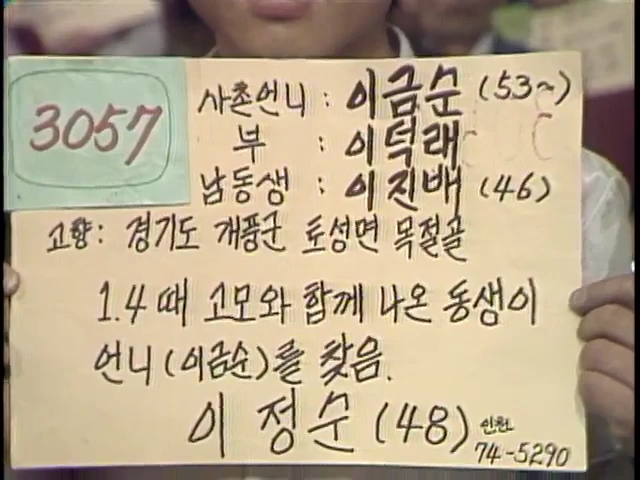 3057
사촌언니 : 이금순 (53~)
부 : 이덕래
남동생 : 이진배 (46)
고향: 경기도 개풍군 토성면 목절골
1.4 때 고모와 함께 나온 동생이
언니 (이금순)를 찾음.
이 정순 (48) 인천 74-5290